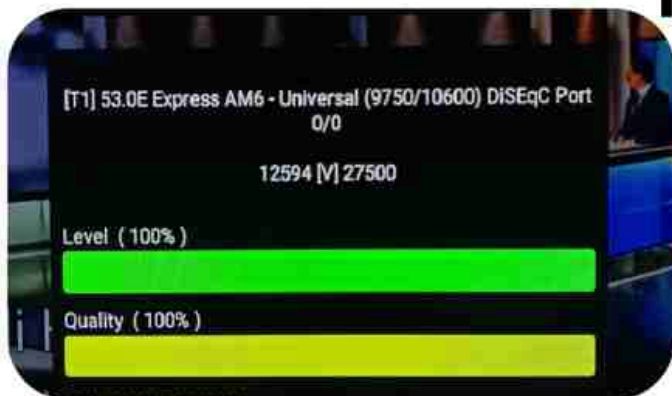 [T1] 53.0E Express AM6 - Universal (9750/10600) DiSEqC Port
0/0
12594 [V] 27500
Level ( 100% )
Quality ( 100% )